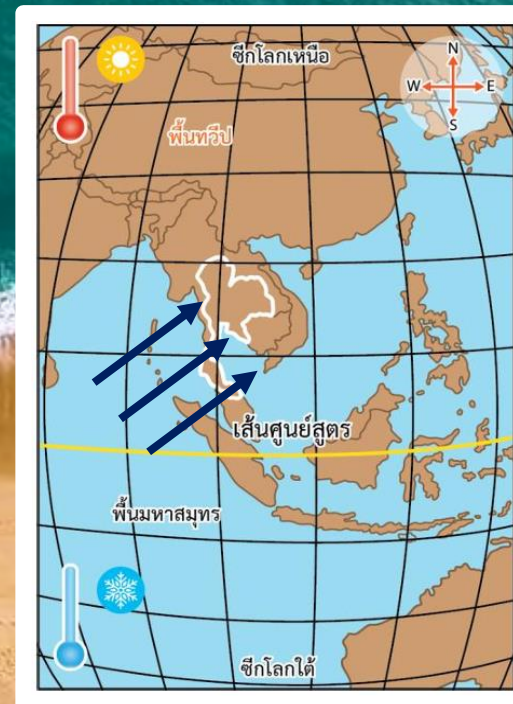 ซีกโลกเหนือ
N
W E
S
พื้นทวีป
เส้นศูนย์สูตร
พื้นมหาสมุทร
ซีกโลกใต้